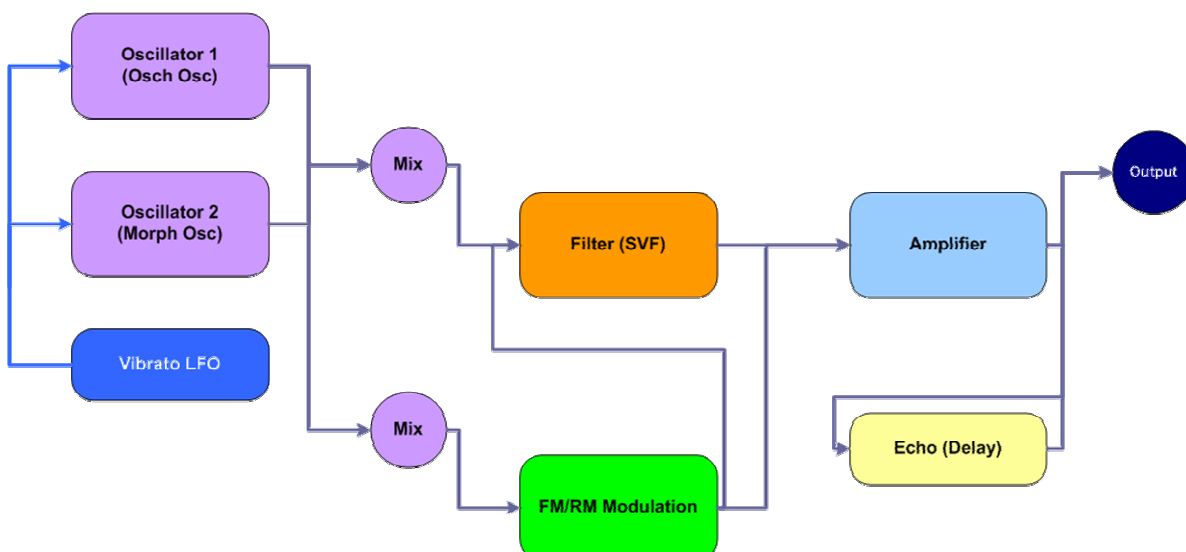 Oscillator 1
(Osch Osc)
Mix
Output
Oscillator 2
(Morph Osc)
Filter (SVF)
Amplifier
Vibrato LFO
Mix
Echo (Delay)
FM/RM Modulation